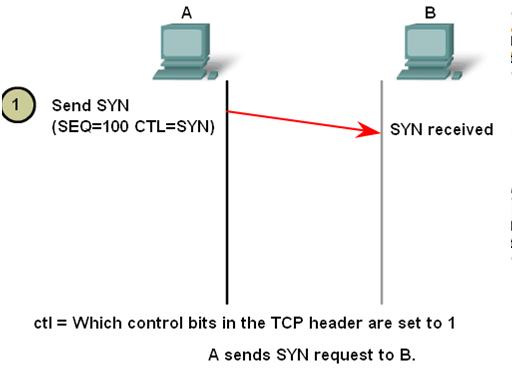 A
B
1
Send SYN
(SEQ=100 CTL=SYN)
SYN received
ctl = Which control bits in the TCP header are set to 1
A sends SYN request to B.